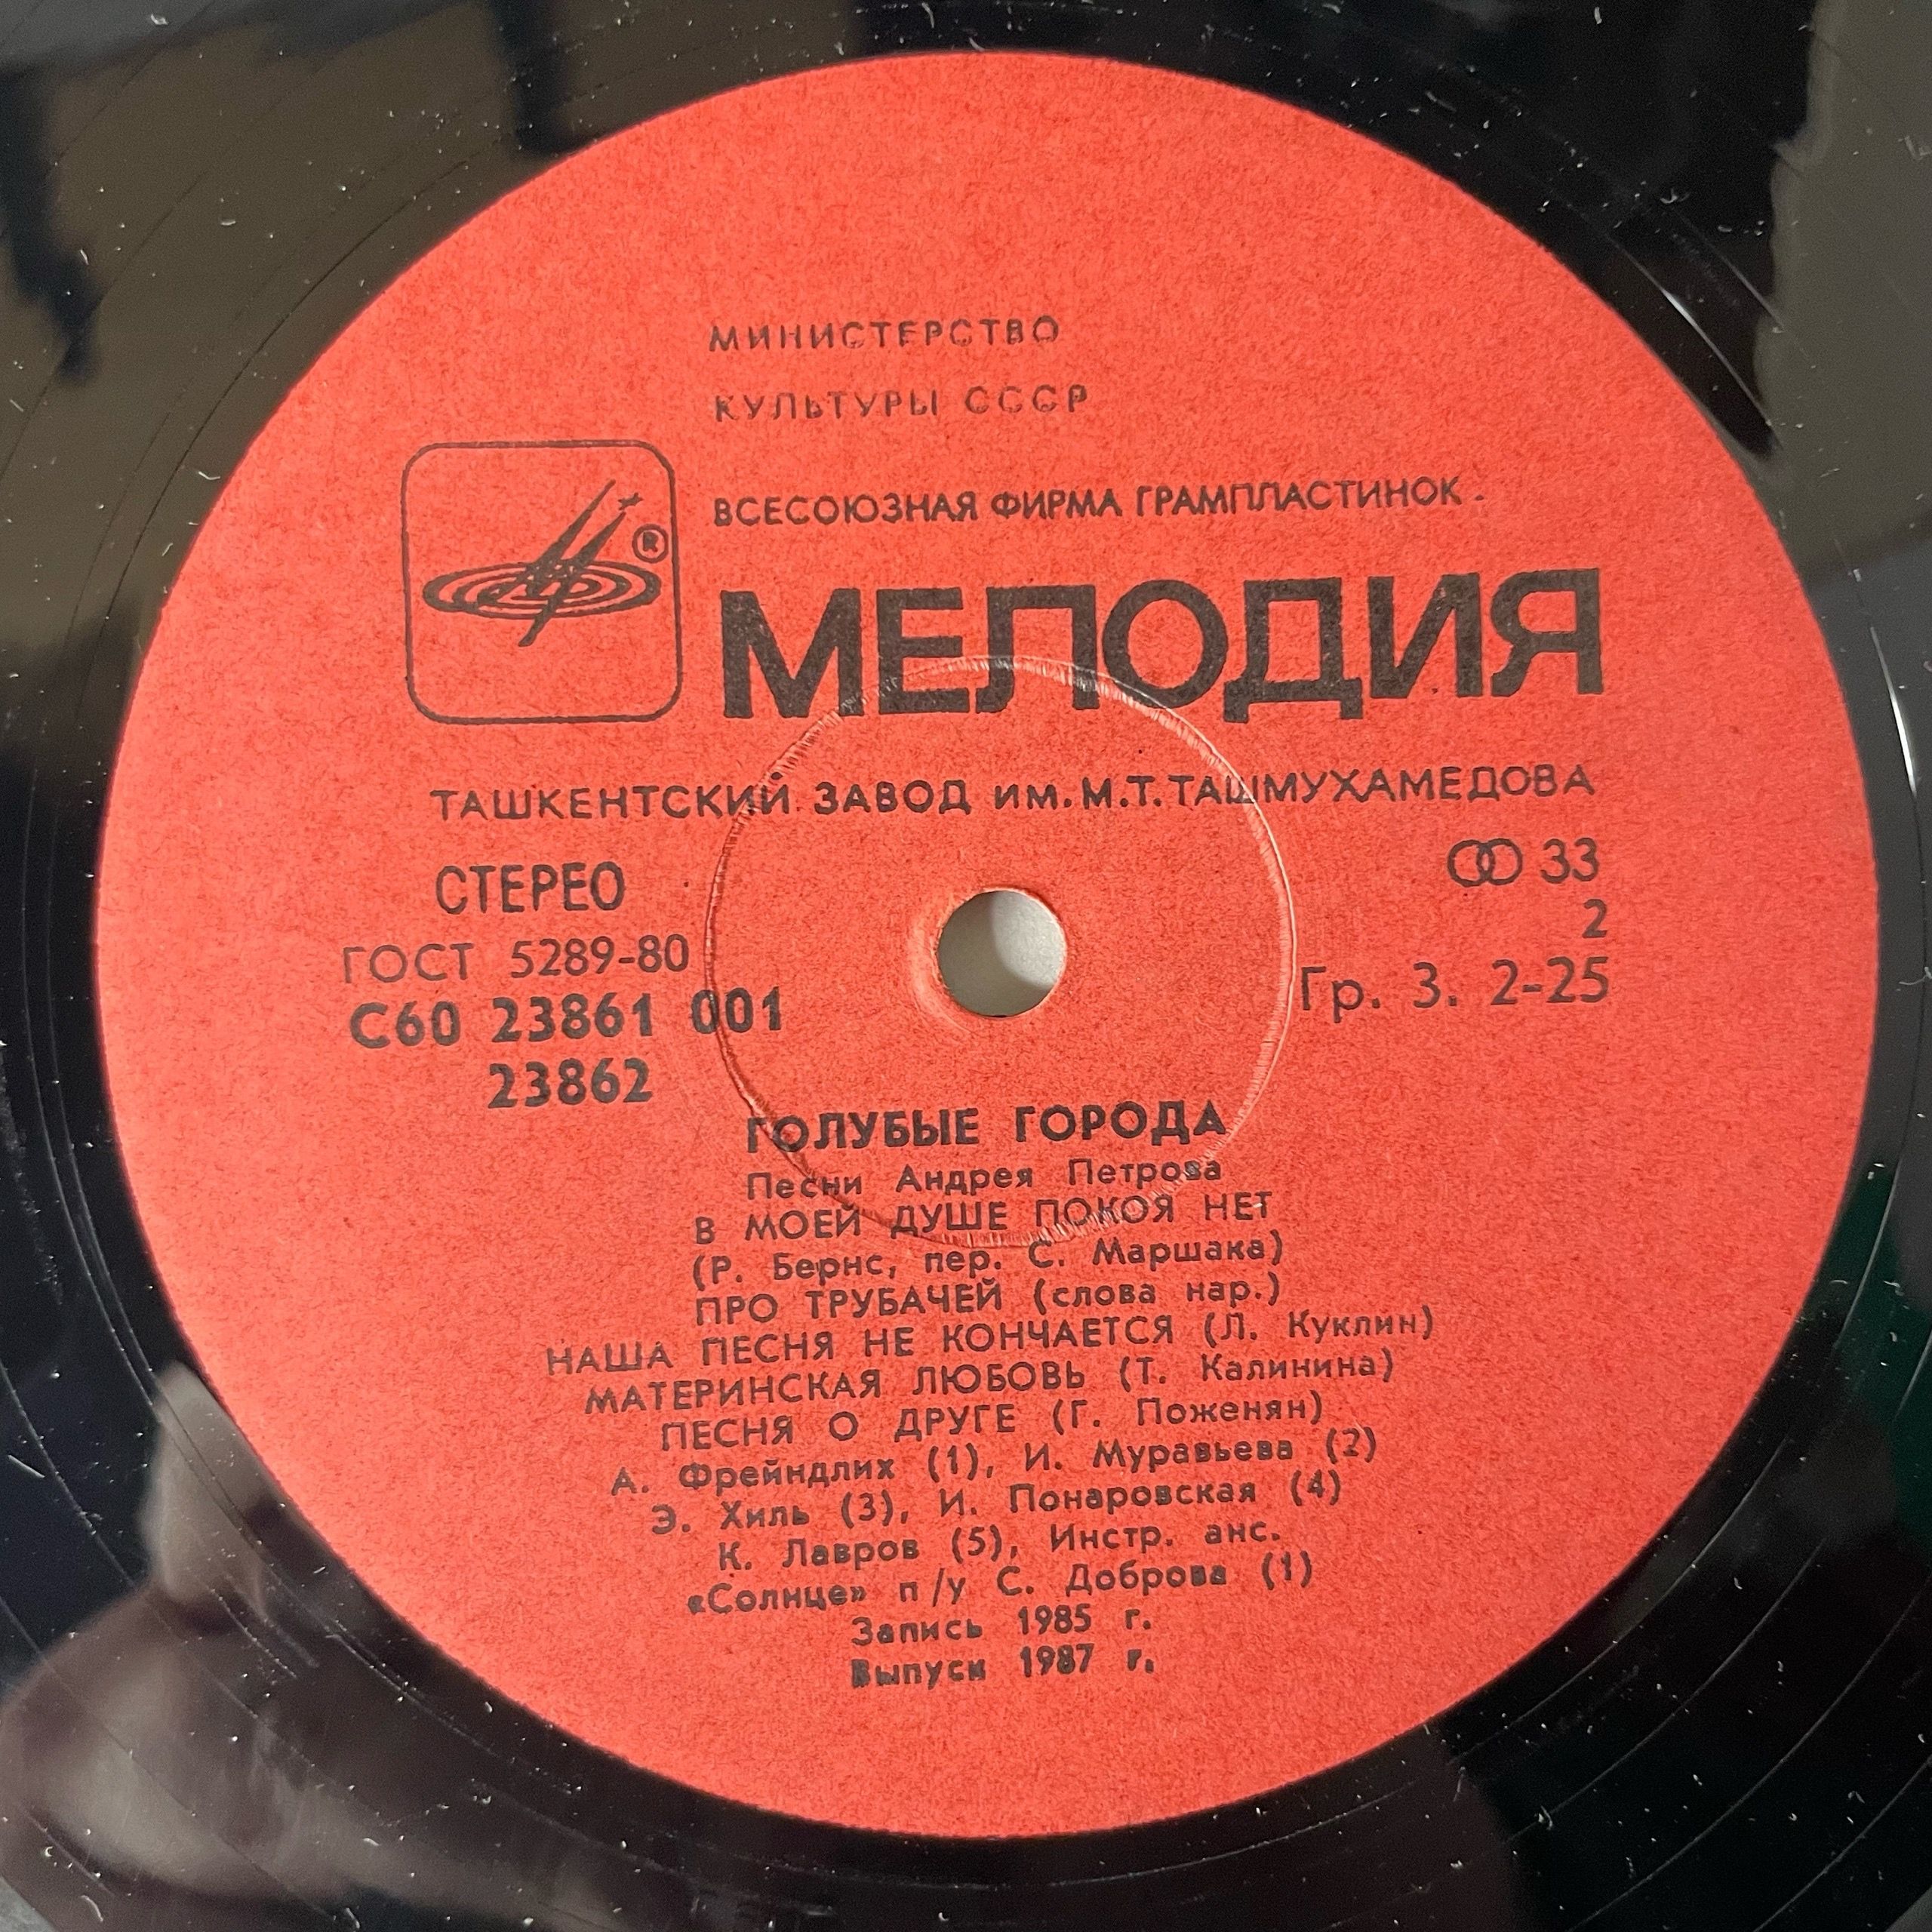 МИНИСТЕРСТВО
КУЛЬТУРЫ СССР
ВСЕСОЮЗНАЯ ФИРМА ГРАМПЛАСТИНОК
®
МЕЛОДИЯ
ТАШКЕНТСКИЙ ЗАВОД ИМ. М.Т. ТАШМУХАМЕДОВА
СТЕРЕО
33
2
ГОСТ 5289-80
Гр. 3. 2-25
С60 23861 001
23862
ГОЛУБЫЕ ГОРОДА
Песни Андрея Петрова
В МОЕЙ ДУШЕ ПОКОЯ НЕТ
(Р. Бернс, пер. С. Маршака)
ПРО ТРУБАЧЕЙ (слова нар.)
НАША ПЕСНЯ НЕ КОНЧАЕТСЯ (Л. Куклин)
МАТЕРИНСКАЯ ЛЮБОВЬ (Т. Калинина)
ПЕСНЯ О ДРУГЕ (Г. Поженян)
А. Фрейндлих (1), И. Муравьева (2)
Э. Хиль (3), И. Понаровская (4)
К. Лавров (5), Инстр. анс.
«Солнце» п/у С. Доброва (1)
Запись 1985 г.
Выпуск 1987 г.